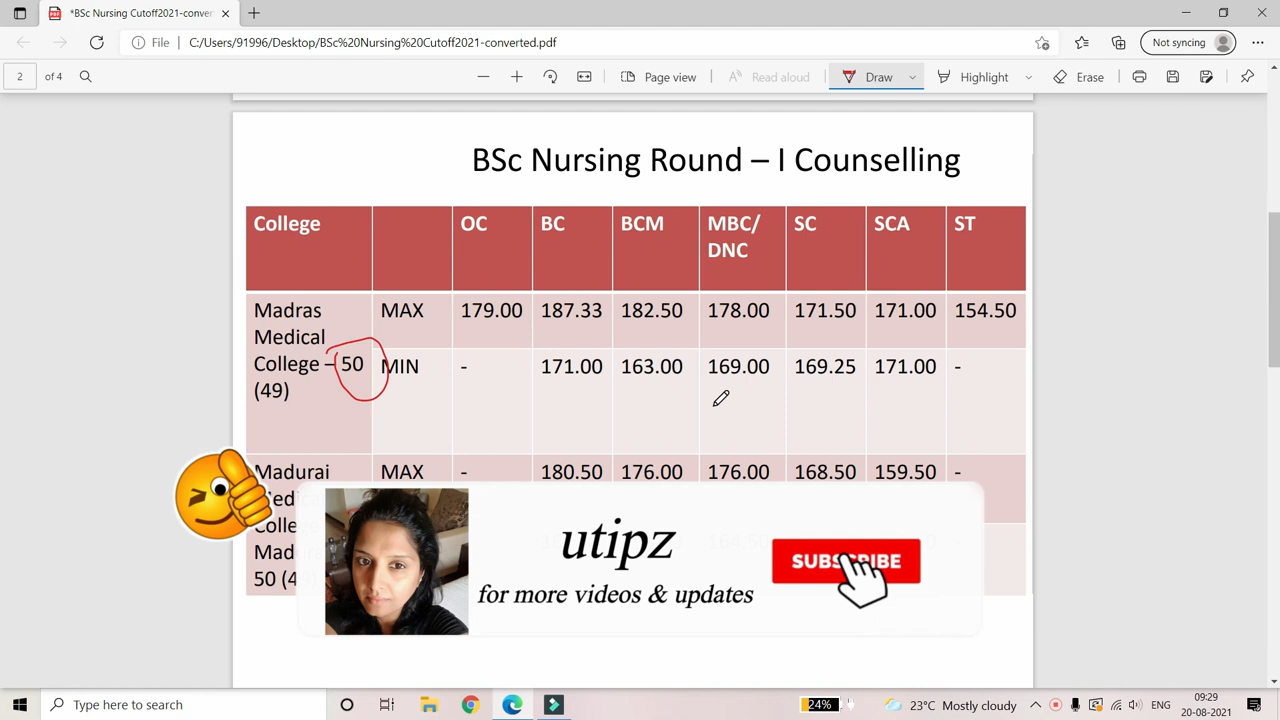 *BSc Nursing Cutoff2021-conver
File C:/Users/91996/Desktop/BSc%20Nursing%20Cutoff2021-converted.pdf
Not syncing
2 of 4 Page view Read aloud Draw Highlight Erase
BSc Nursing Round – I Counselling
College OC BC BCM MBC/ DNC SC SCA ST
Madras Medical College – 50 (49)
MAX 179.00 187.33 182.50 178.00 171.50 171.00 154.50
MIN - 171.00 163.00 169.00 169.25 171.00 -
Madurai
MAX - 180.50 176.00 176.00 168.50 159.50 -
utipz
for more videos & updates
SUBSCRIBE
Type here to search
24%
23°C Mostly cloudy
ENG
09:29
20-08-2021